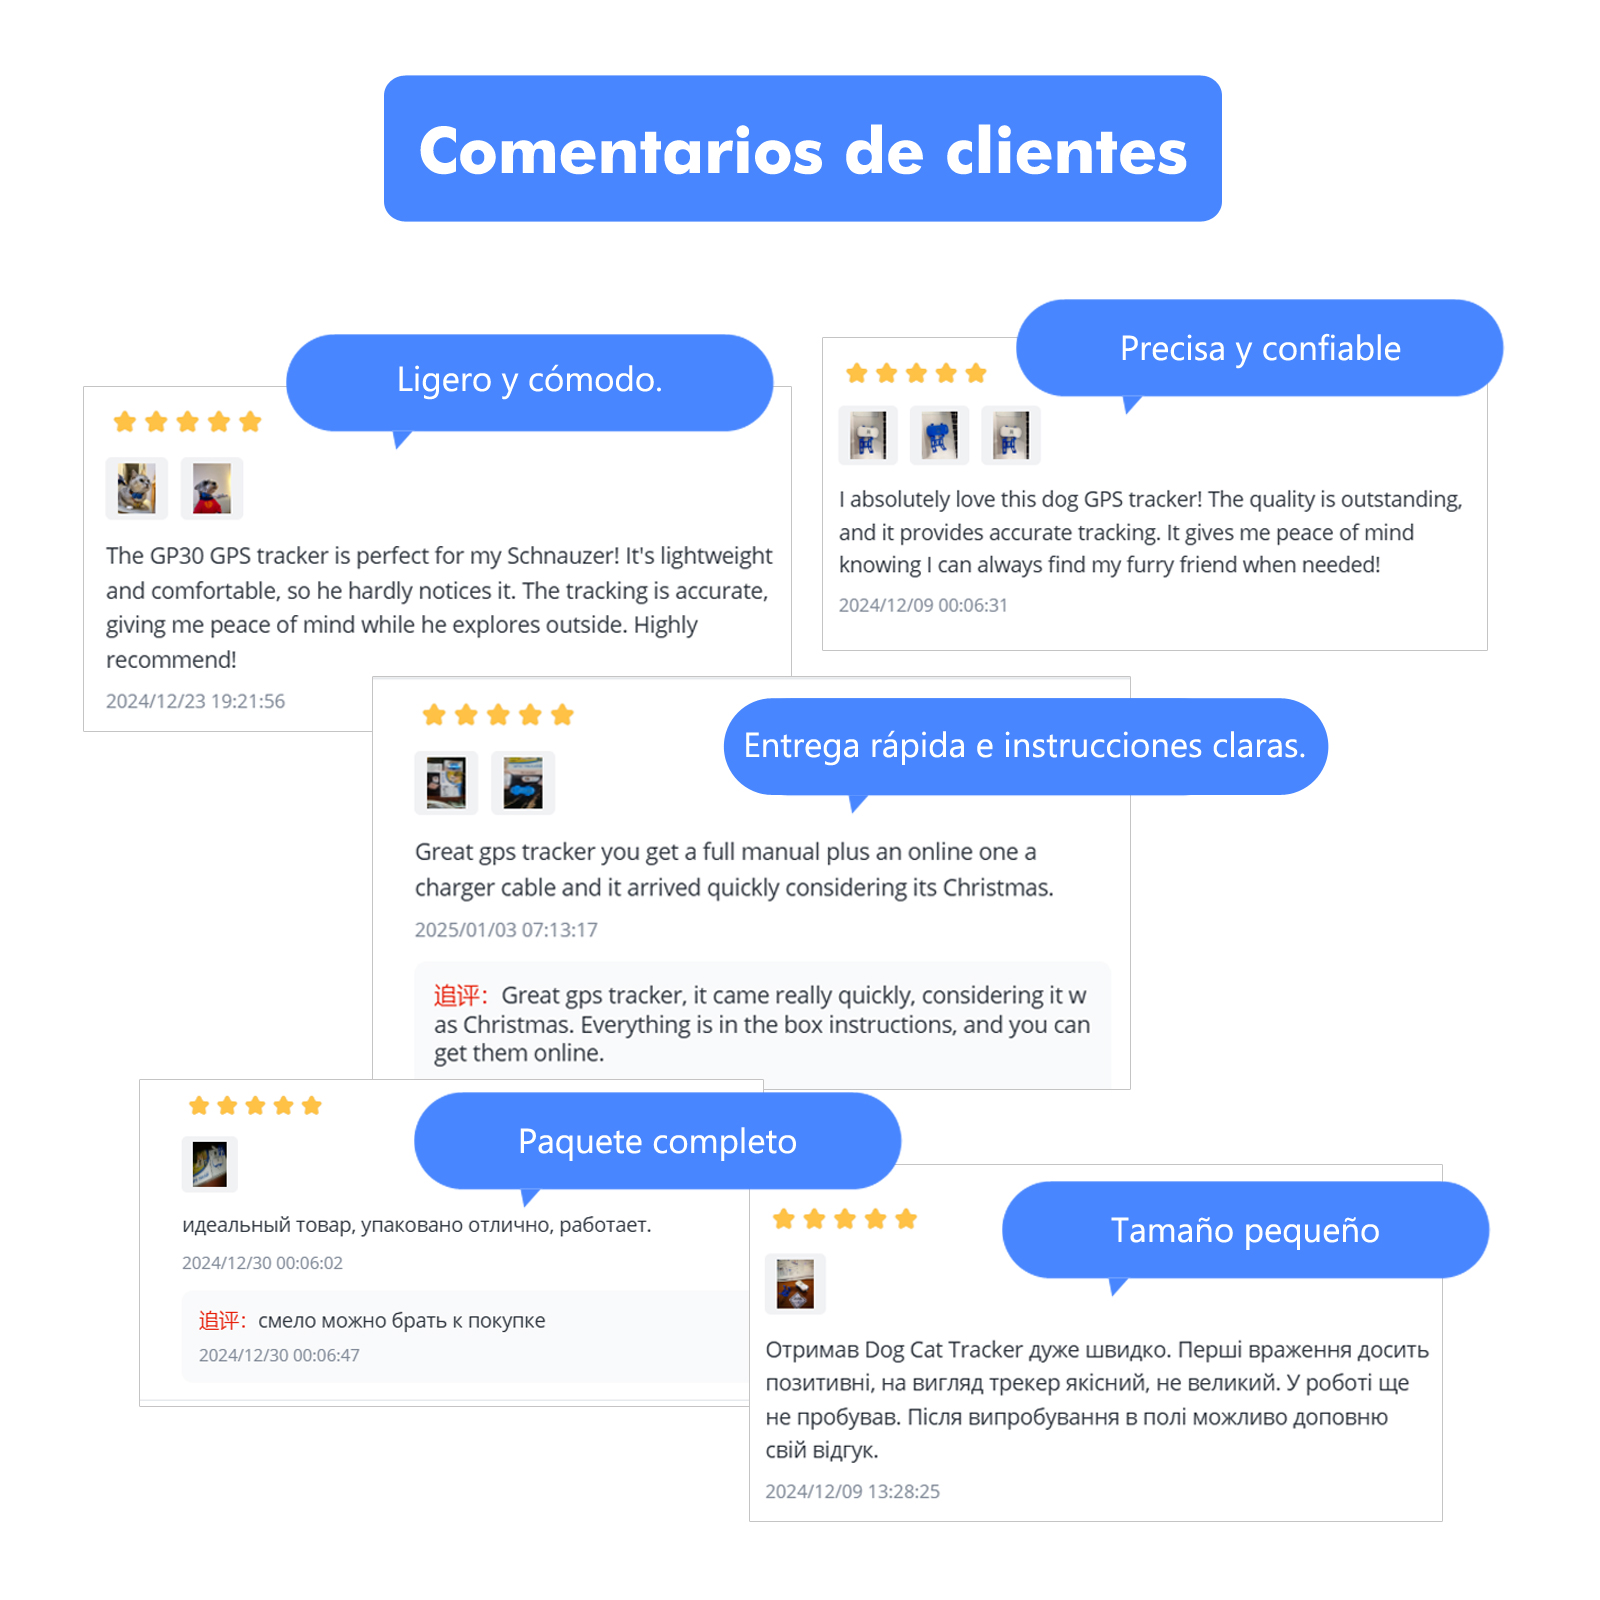 Comentarios de clientes
Ligero y cómodo.
The GP30 GPS tracker is perfect for my Schnauzer! It's lightweight
and comfortable, so he hardly notices it. The tracking is accurate,
giving me peace of mind while he explores outside. Highly
recommend!
2024/12/23 19:21:56
Precisa y confiable
I absolutely love this dog GPS tracker! The quality is outstanding,
and it provides accurate tracking. It gives me peace of mind
knowing I can always find my furry friend when needed!
2024/12/09 00:06:31
Entrega rápida e instrucciones claras.
Great gps tracker you get a full manual plus an online one a
charger cable and it arrived quickly considering its Christmas.
2025/01/03 07:13:17
追评：Great gps tracker, it came really quickly, considering it w
as Christmas. Everything is in the box instructions, and you can
get them online.
Paquete completo
идеальный товар, упаковано отлично, работает.
2024/12/30 00:06:02
追评：смело можно брать к покупке
2024/12/30 00:06:47
Tamaño pequeño
Отримав Dog Cat Tracker дуже швидко. Перші враження досить
позитивні, на вигляд трекер якісний, не великий. У роботі ще
не пробував. Після випробування в полі можливо доповню
свій відгук.
2024/12/09 13:28:25